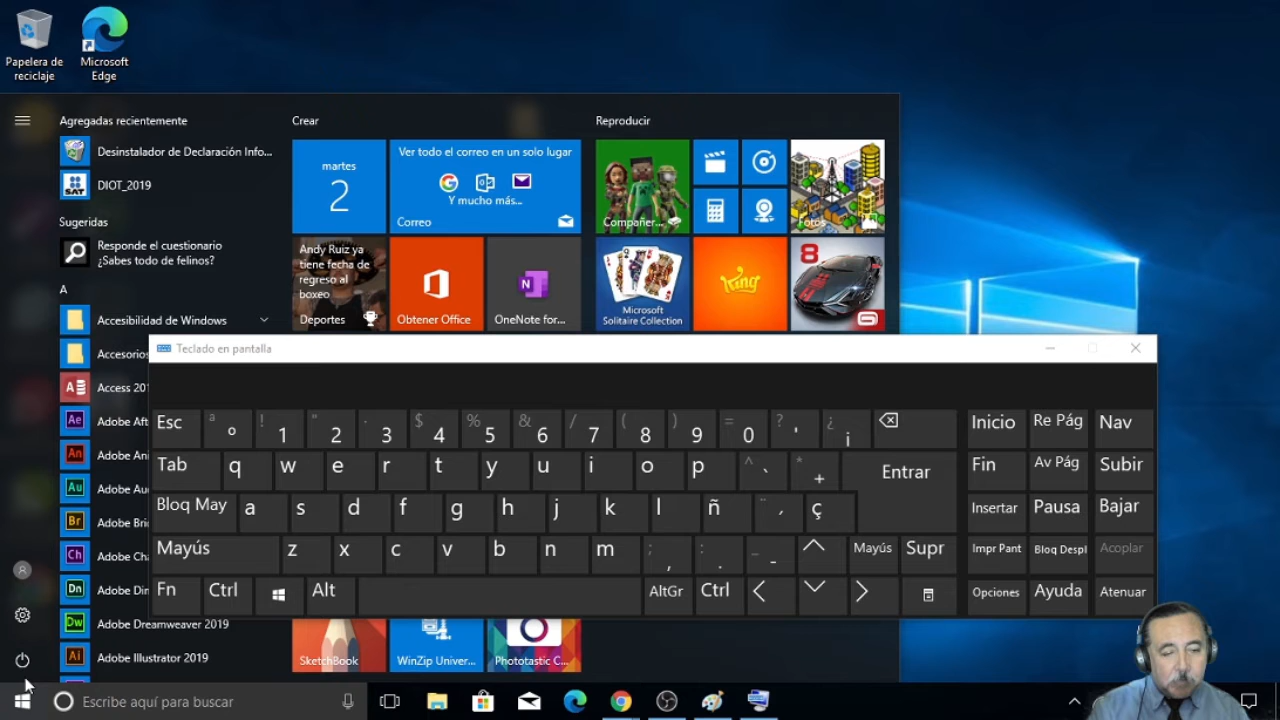 Papelera de
reciclaje
Microsoft
Edge
Agregadas recientemente
Desinstalador de Declaración Info...
SAT
DIOT_2019
Sugeridas
Responde el cuestionario
¿Sabes todo de felinos?
A
Accesibilidad de Windows
Accesorios
Access 201
Adobe Aft
Adobe Ani
Adobe Au
Adobe Bri
Adobe Cha
Adobe Dim
Adobe Dreamweaver 2019
Adobe Illustrator 2019
Crear
martes
2
Ver todo el correo en un solo lugar
Y mucho más...
Correo
Andy Ruiz ya
tiene fecha de
regreso al
boxeo
Deportes
Obtener Office
OneNote for...
Reproducir
Compañer...
Fotos
Microsoft
Solitaire Collection
King
8
Teclado en pantalla
Esc ª º ! 1 " 2 · 3 $ 4 % 5 & 6 / 7 ( 8 ) 9 = 0 ? ' ¿ ¡ Inicio Re Pág Nav
Tab q w e r t y u i o p ^ ` * + Entrar Fin Av Pág Subir
Bloq May a s d f g h j k l ñ ¨ ´ ç Insertar Pausa Bajar
Mayús z x c v b n m ; , : . _ - Mayús Supr Impr Pant Bloq Despl Acoplar
Fn Ctrl Alt AltGr Ctrl Opciones Ayuda Atenuar
SketchBook
WinZip Univer...
Phototastic C...
Escribe aquí para buscar